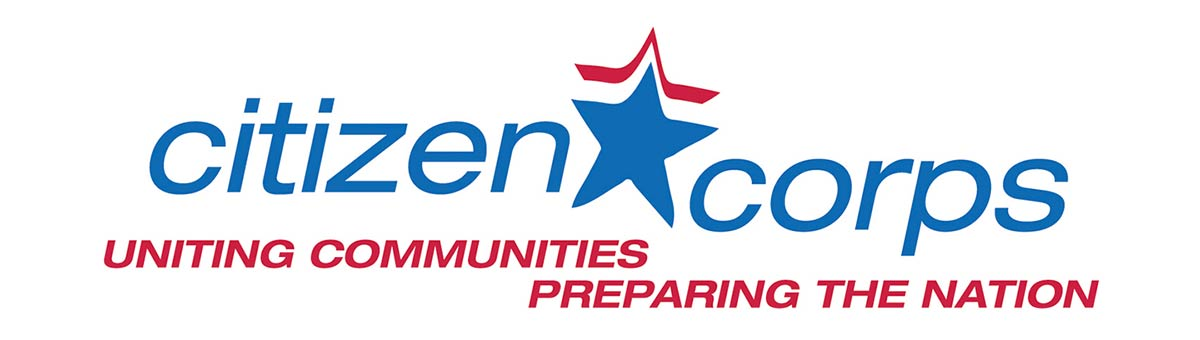 citizen corps
UNITING COMMUNITIES
PREPARING THE NATION